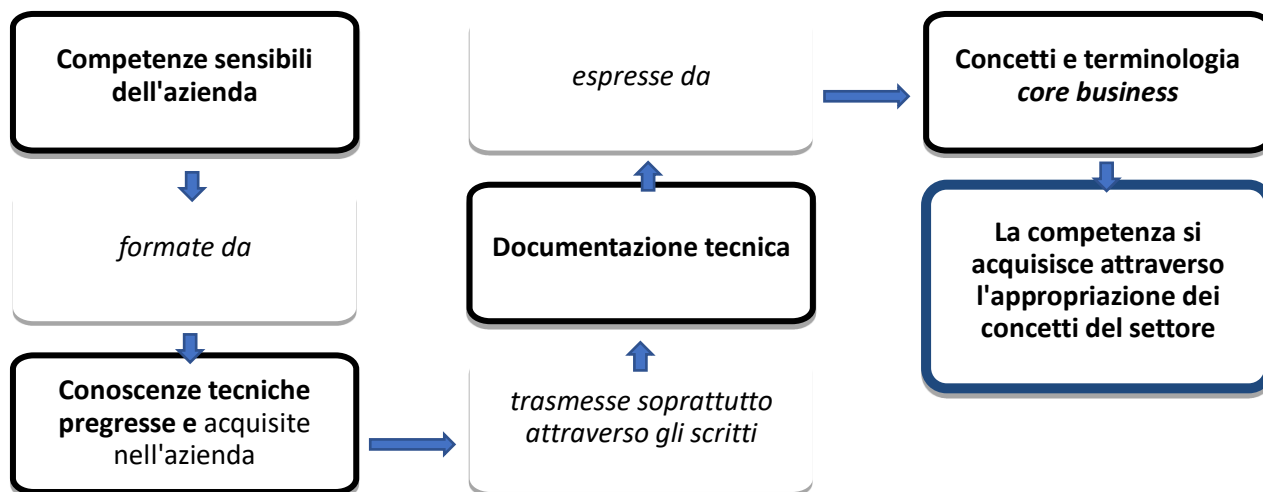 Competenze sensibili
dell'azienda
formate da
Conoscenze tecniche
pregresse e acquisite
nell'azienda
trasmesse soprattutto
attraverso gli scritti
Documentazione tecnica
espresse da
Concetti e terminologia
core business
La competenza si
acquisisce attraverso
l'appropriazione dei
concetti del settore